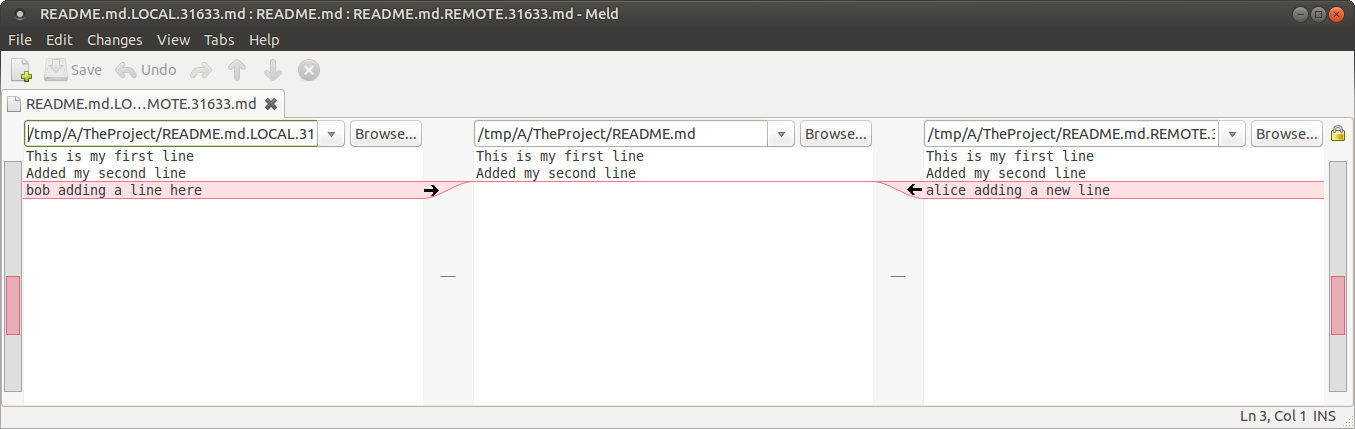 README.md.LOCAL.31633.md : README.md : README.md.REMOTE.31633.md - Meld
File Edit Changes View Tabs Help
Save Undo
README.md.LO...MOTE.31633.md
/tmp/A/TheProject/README.md.LOCAL.31 Browse... /tmp/A/TheProject/README.md Browse... /tmp/A/TheProject/README.md.REMOTE.3 Browse...
This is my first line
Added my second line
bob adding a line here
This is my first line
Added my second line
This is my first line
Added my second line
alice adding a new line
Ln 3, Col 1 INS